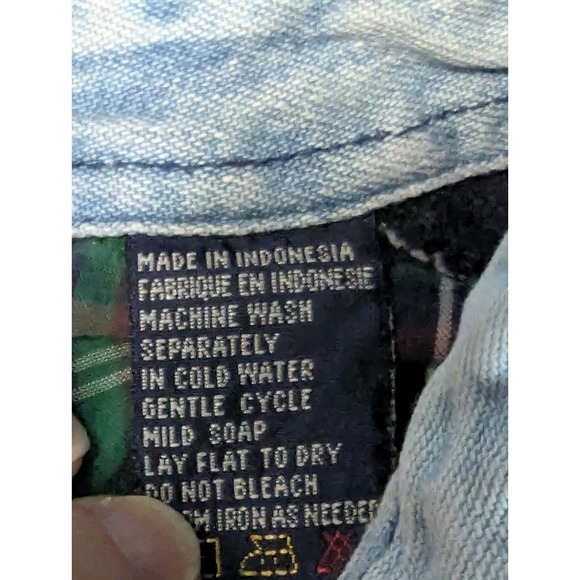 MADE IN INDONESIA
FABRIQUE EN INDONESIE
MACHINE WASH
SEPARATELY
IN COLD WATER
GENTLE CYCLE
MILD SOAP
LAY FLAT TO DRY
DO NOT BLEACH
IRON AS NEEDED